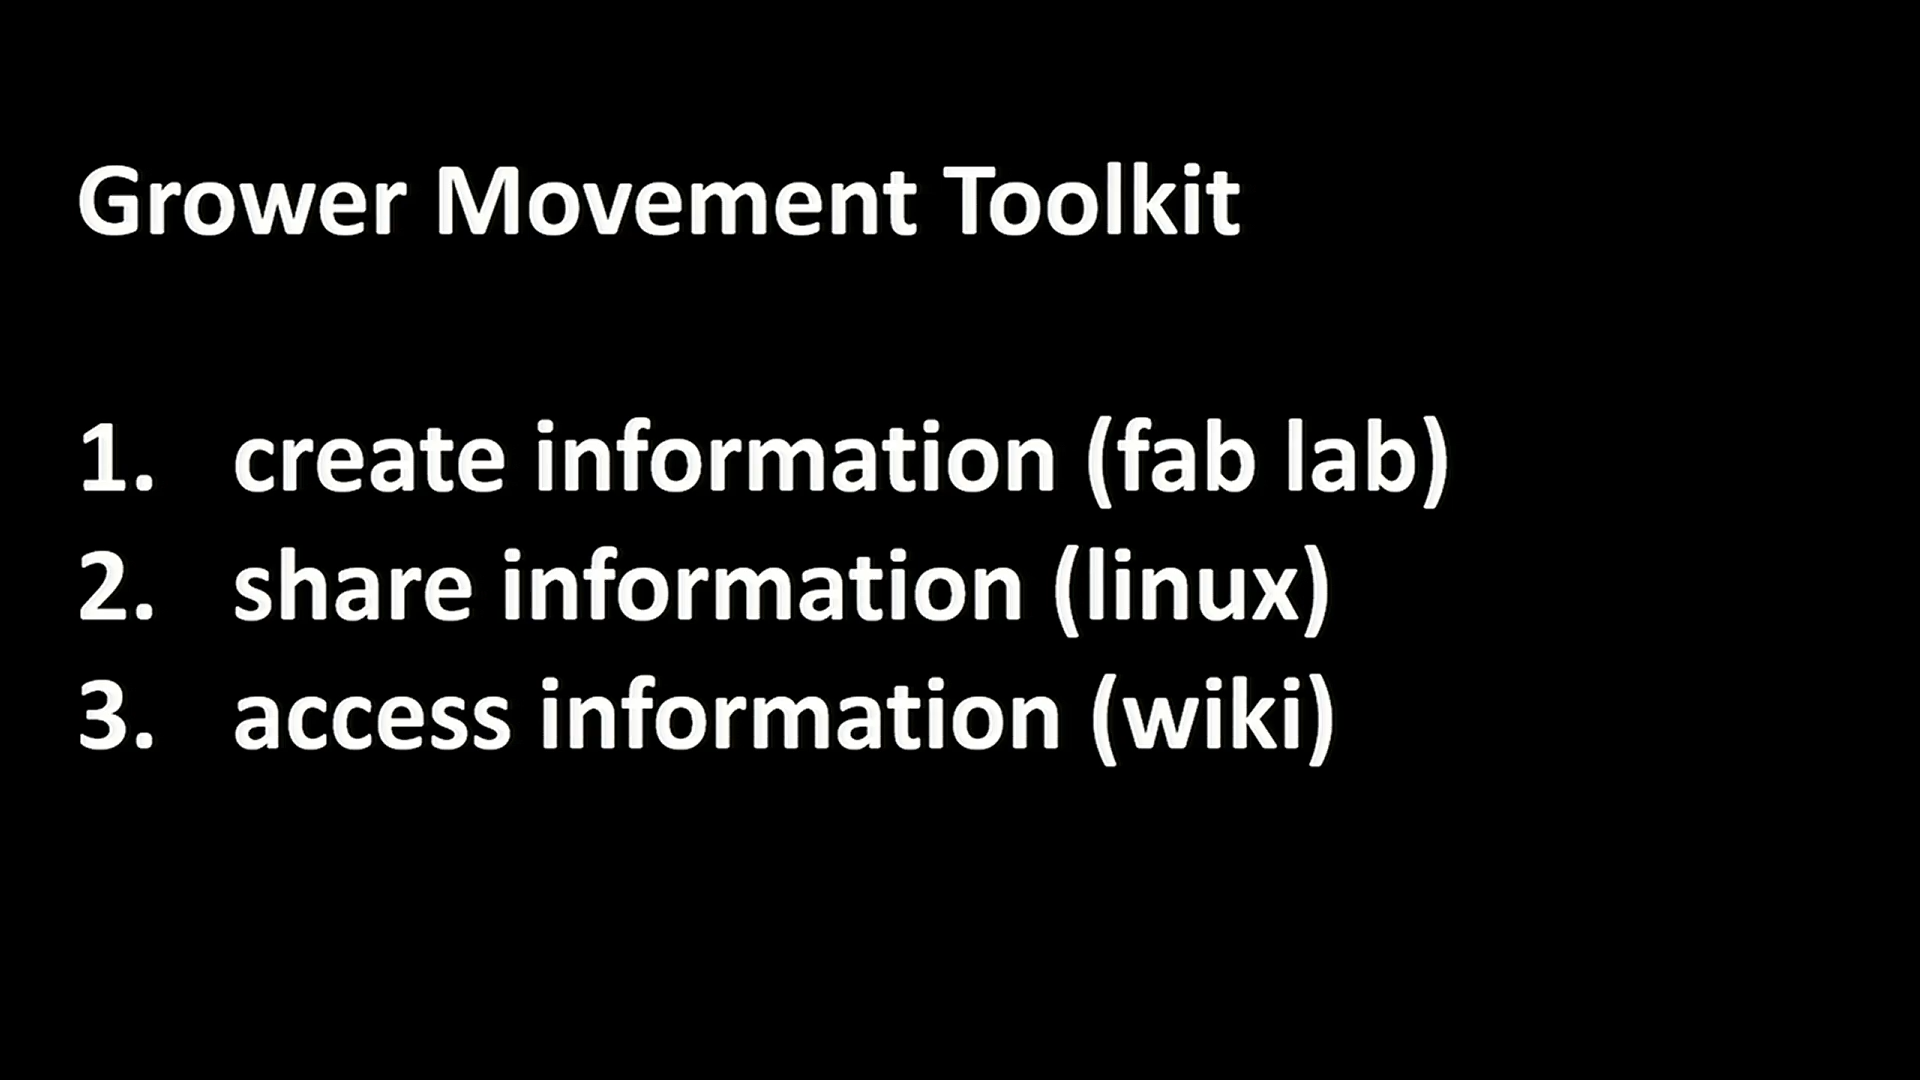 Grower Movement Toolkit
1. create information (fab lab)
2. share information (linux)
3. access information (wiki)